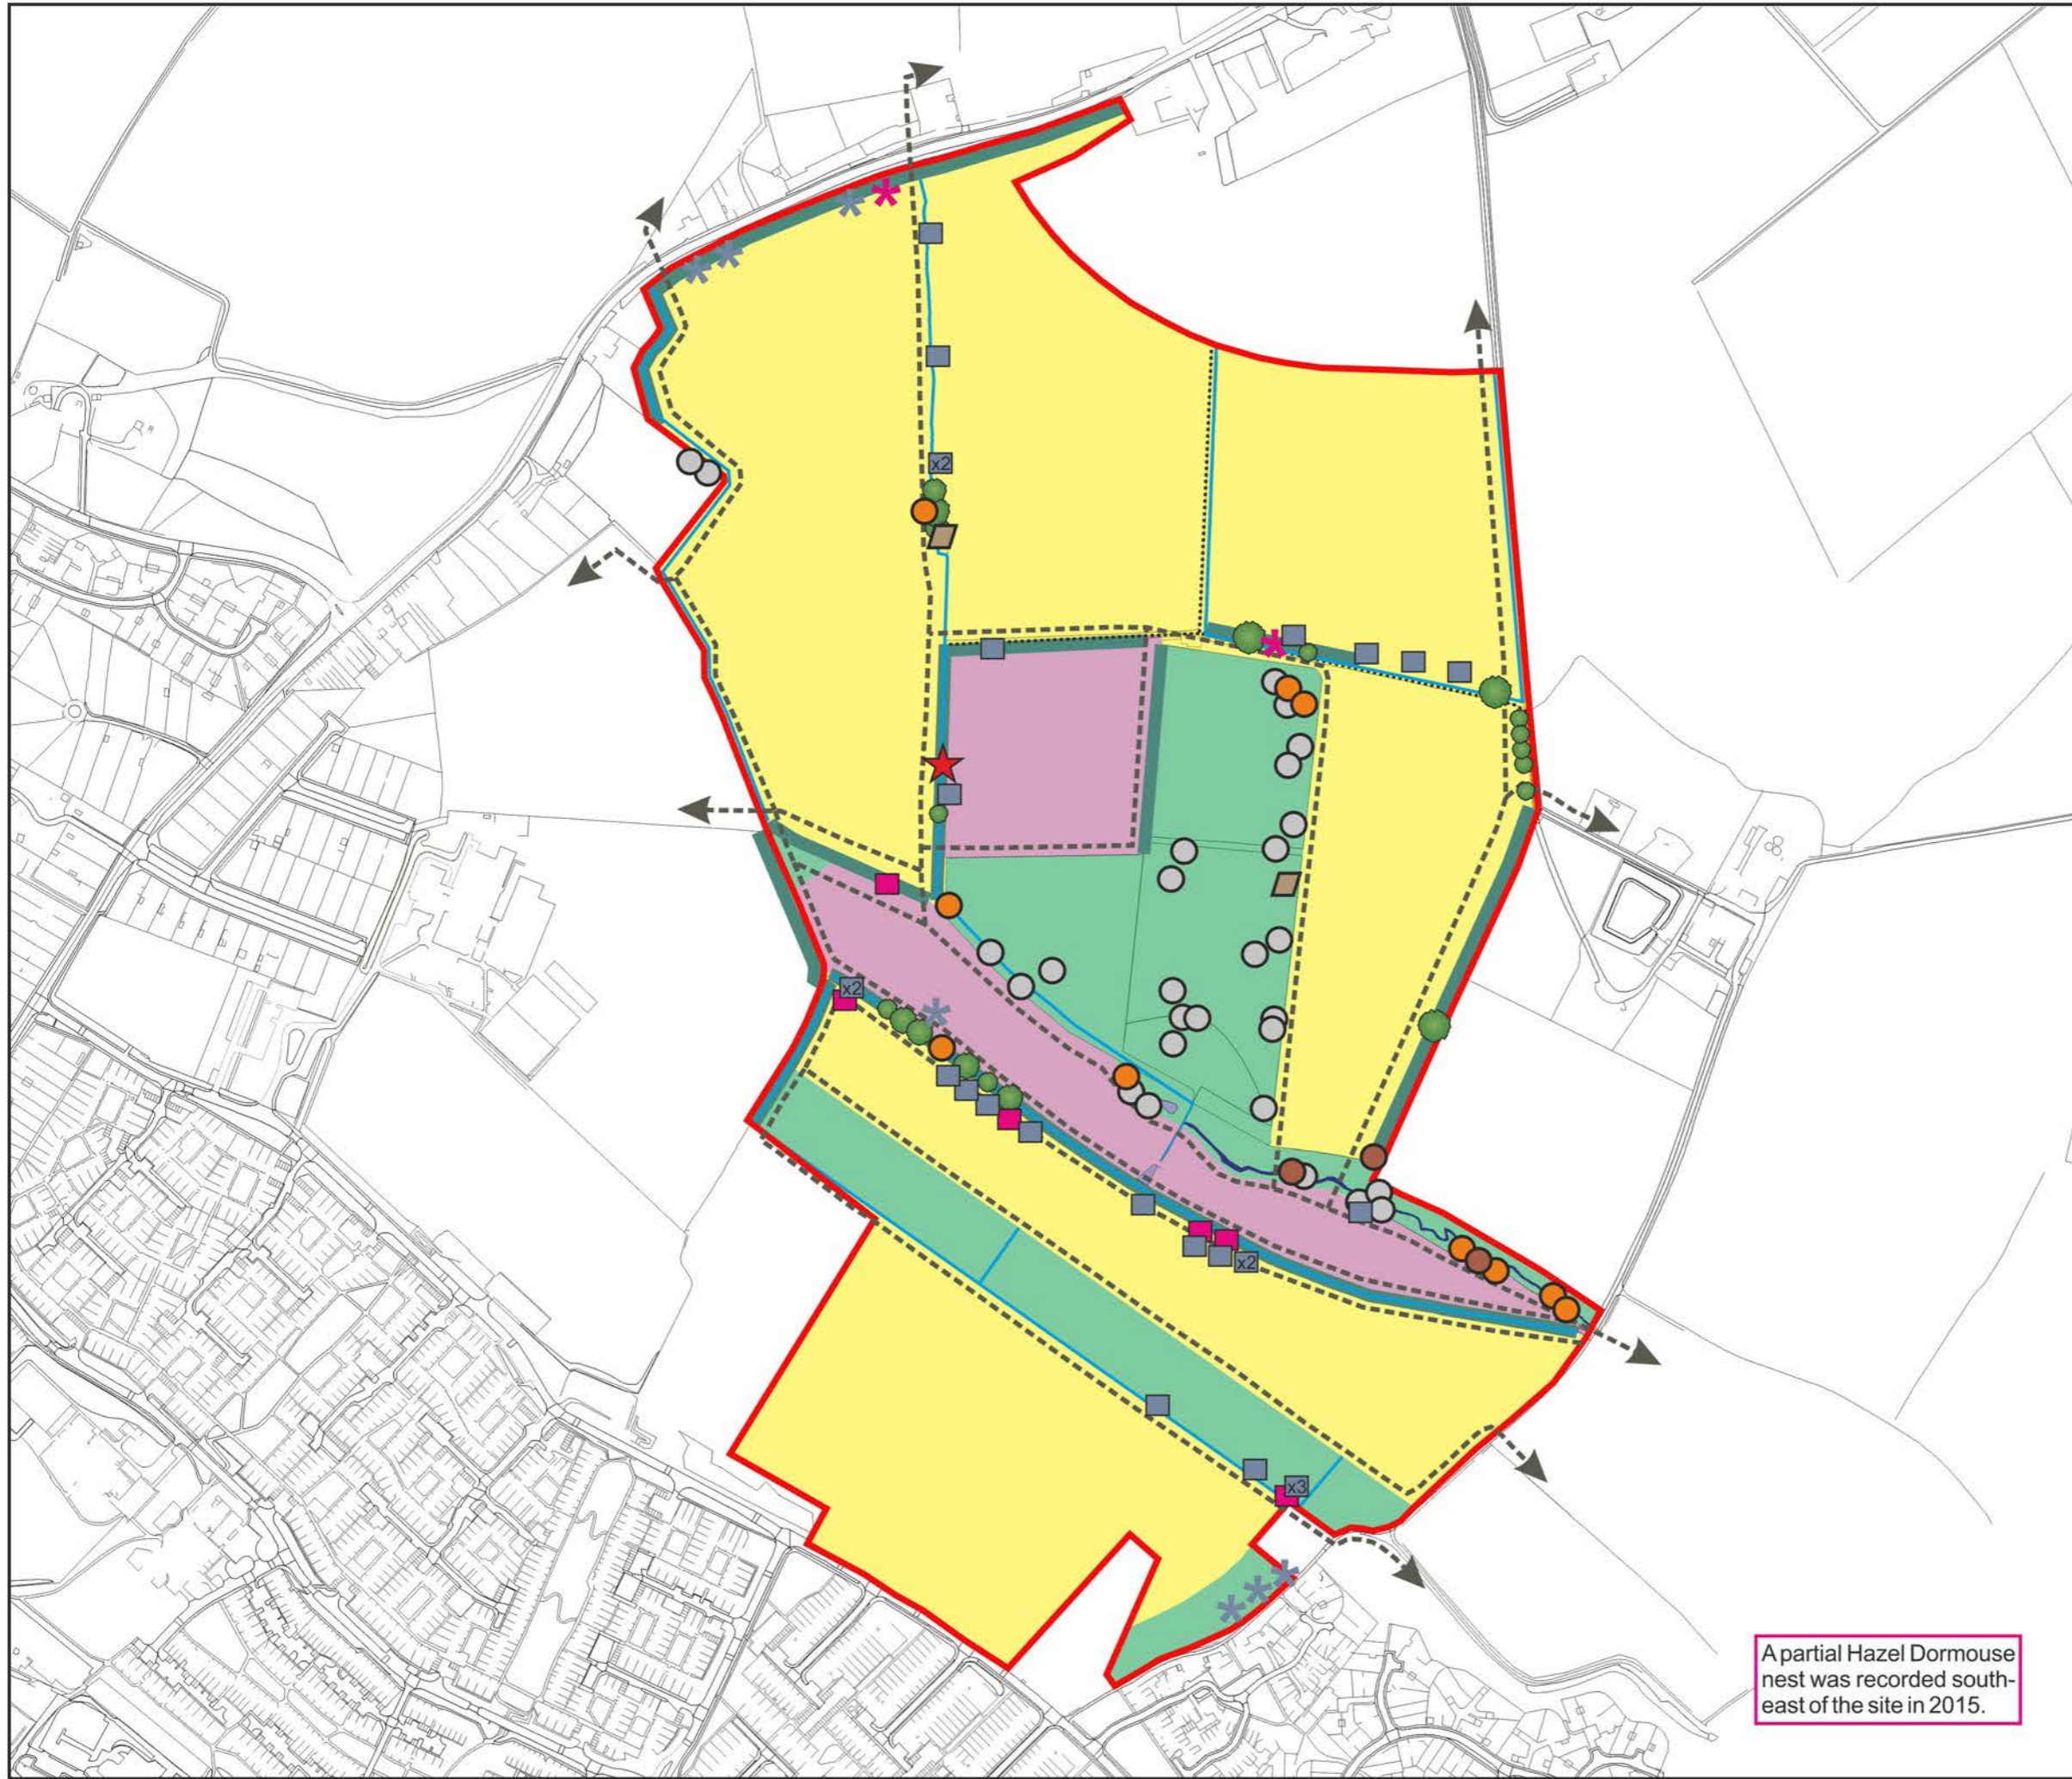 x2
x2
x2
x3
A partial Hazel Dormouse
nest was recorded south-
east of the site in 2015.